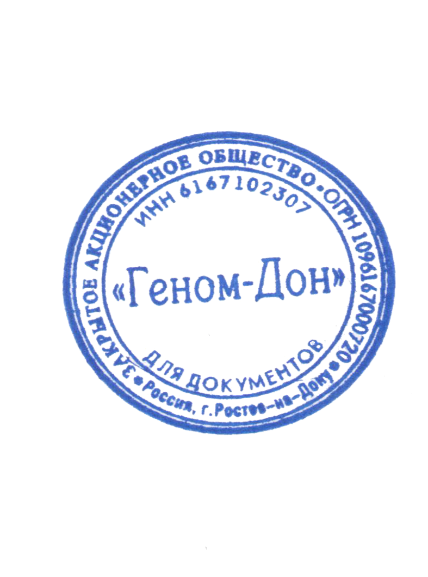 ЗАКРЫТОЕ АКЦИОНЕРНОЕ ОБЩЕСТВО • ОГРН 1096167000720 •
Россия, г. Ростов-на-Дону •
ИНН 6167102307
«Геном-Дон»
ДЛЯ ДОКУМЕНТОВ